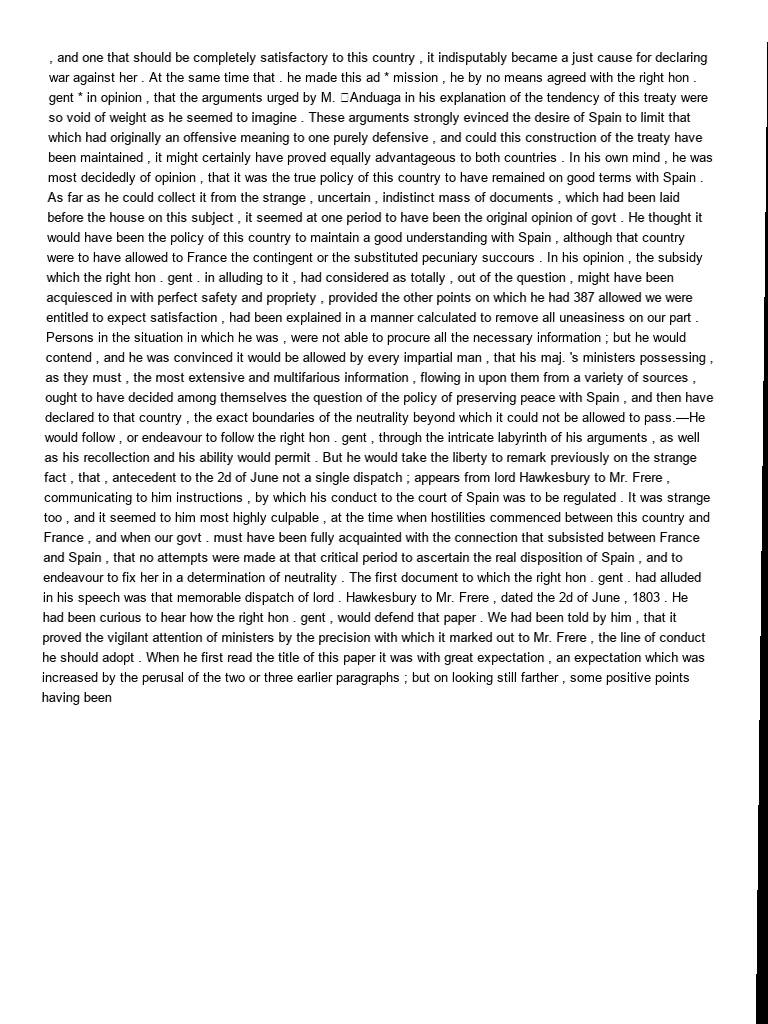 , and one that should be completely satisfactory to this country , it indisputably became a just cause for declaring
war against her . At the same time that . he made this ad * mission , he by no means agreed with the right hon .
gent * in opinion , that the arguments urged by M. Anduaga in his explanation of the tendency of this treaty were
so void of weight as he seemed to imagine . These arguments strongly evinced the desire of Spain to limit that
which had originally an offensive meaning to one purely defensive , and could this construction of the treaty have
been maintained , it might certainly have proved equally advantageous to both countries . In his own mind , he was
most decidedly of opinion , that it was the true policy of this country to have remained on good terms with Spain .
As far as he could collect it from the strange , uncertain , indistinct mass of documents , which had been laid
before the house on this subject , it seemed at one period to have been the original opinion of govt . He thought it
would have been the policy of this country to maintain a good understanding with Spain , although that country
were to have allowed to France the contingent or the substituted pecuniary succours . In his opinion , the subsidy
which the right hon . gent . in alluding to it , had considered as totally , out of the question , might have been
acquiesced in with perfect safety and propriety , provided the other points on which he had 387 allowed we were
entitled to expect satisfaction , had been explained in a manner calculated to remove all uneasiness on our part .
Persons in the situation in which he was , were not able to procure all the necessary information ; but he would
contend , and he was convinced it would be allowed by every impartial man , that his maj. 's ministers possessing ,
as they must , the most extensive and multifarious information , flowing in upon them from a variety of sources ,
ought to have decided among themselves the question of the policy of preserving peace with Spain , and then have
declared to that country , the exact boundaries of the neutrality beyond which it could not be allowed to pass.—He
would follow , or endeavour to follow the right hon . gent , through the intricate labyrinth of his arguments , as well
as his recollection and his ability would permit . But he would take the liberty to remark previously on the strange
fact , that , antecedent to the 2d of June not a single dispatch ; appears from lord Hawkesbury to Mr. Frere ,
communicating to him instructions , by which his conduct to the court of Spain was to be regulated . It was strange
too , and it seemed to him most highly culpable , at the time when hostilities commenced between this country and
France , and when our govt . must have been fully acquainted with the connection that subsisted between France
and Spain , that no attempts were made at that critical period to ascertain the real disposition of Spain , and to
endeavour to fix her in a determination of neutrality . The first document to which the right hon . gent . had alluded
in his speech was that memorable dispatch of lord . Hawkesbury to Mr. Frere , dated the 2d of June , 1803 . He
had been curious to hear how the right hon . gent , would defend that paper . We had been told by him , that it
proved the vigilant attention of ministers by the precision with which it marked out to Mr. Frere , the line of conduct
he should adopt . When he first read the title of this paper it was with great expectation , an expectation which was
increased by the perusal of the two or three earlier paragraphs ; but on looking still farther , some positive points
having been